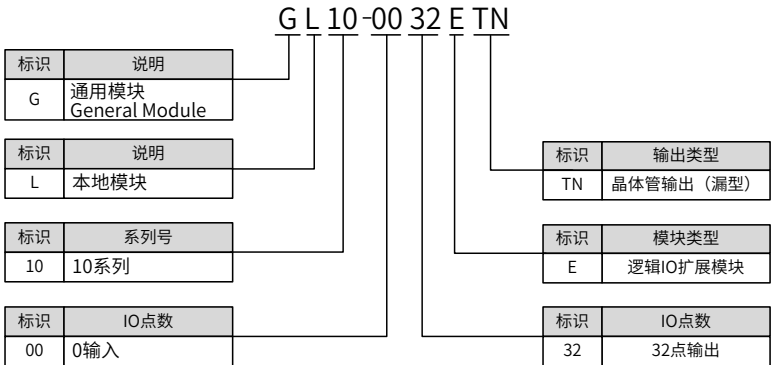 GL10-0032ETN
标识 说明
G 通用模块
General Module
标识 说明
L 本地模块
标识 输出类型
TN 晶体管输出（漏型）
标识 系列号
10 10系列
标识 模块类型
E 逻辑IO扩展模块
标识 IO点数
00 0输入
标识 IO点数
32 32点输出